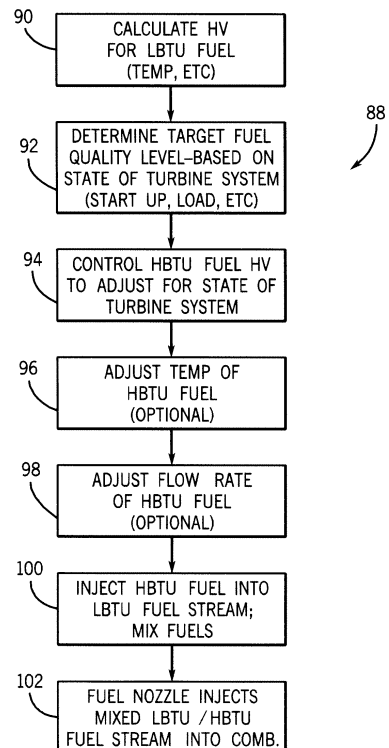 90
CALCULATE HV
FOR LBTU FUEL
(TEMP, ETC)
88
92
DETERMINE TARGET FUEL
QUALITY LEVEL-BASED ON
STATE OF TURBINE SYSTEM
(START UP, LOAD, ETC)
94
CONTROL HBTU FUEL HV
TO ADJUST FOR STATE OF
TURBINE SYSTEM
96
ADJUST TEMP OF
HBTU FUEL
(OPTIONAL)
98
ADJUST FLOW RATE
OF HBTU FUEL
(OPTIONAL)
100
INJECT HBTU FUEL INTO
LBTU FUEL STREAM;
MIX FUELS
102
FUEL NOZZLE INJECTS
MIXED LBTU / HBTU
FUEL STREAM INTO COMB.